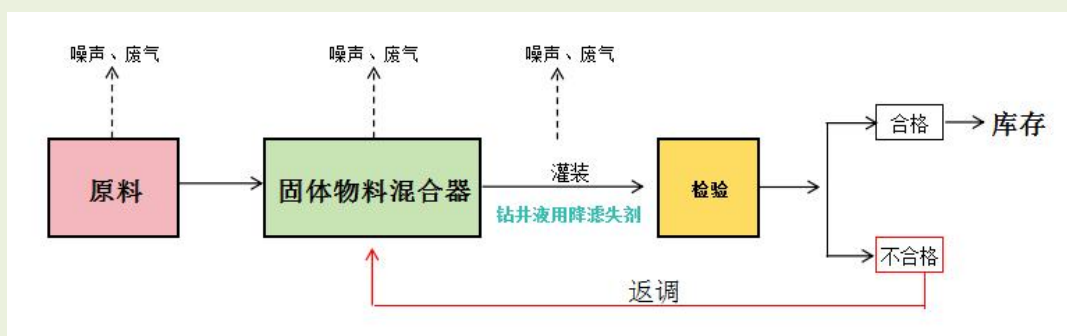 噪声、废气
噪声、废气
噪声、废气
原料
固体物料混合器
灌装
钻井液用降滤失剂
检验
合格
库存
不合格
返调